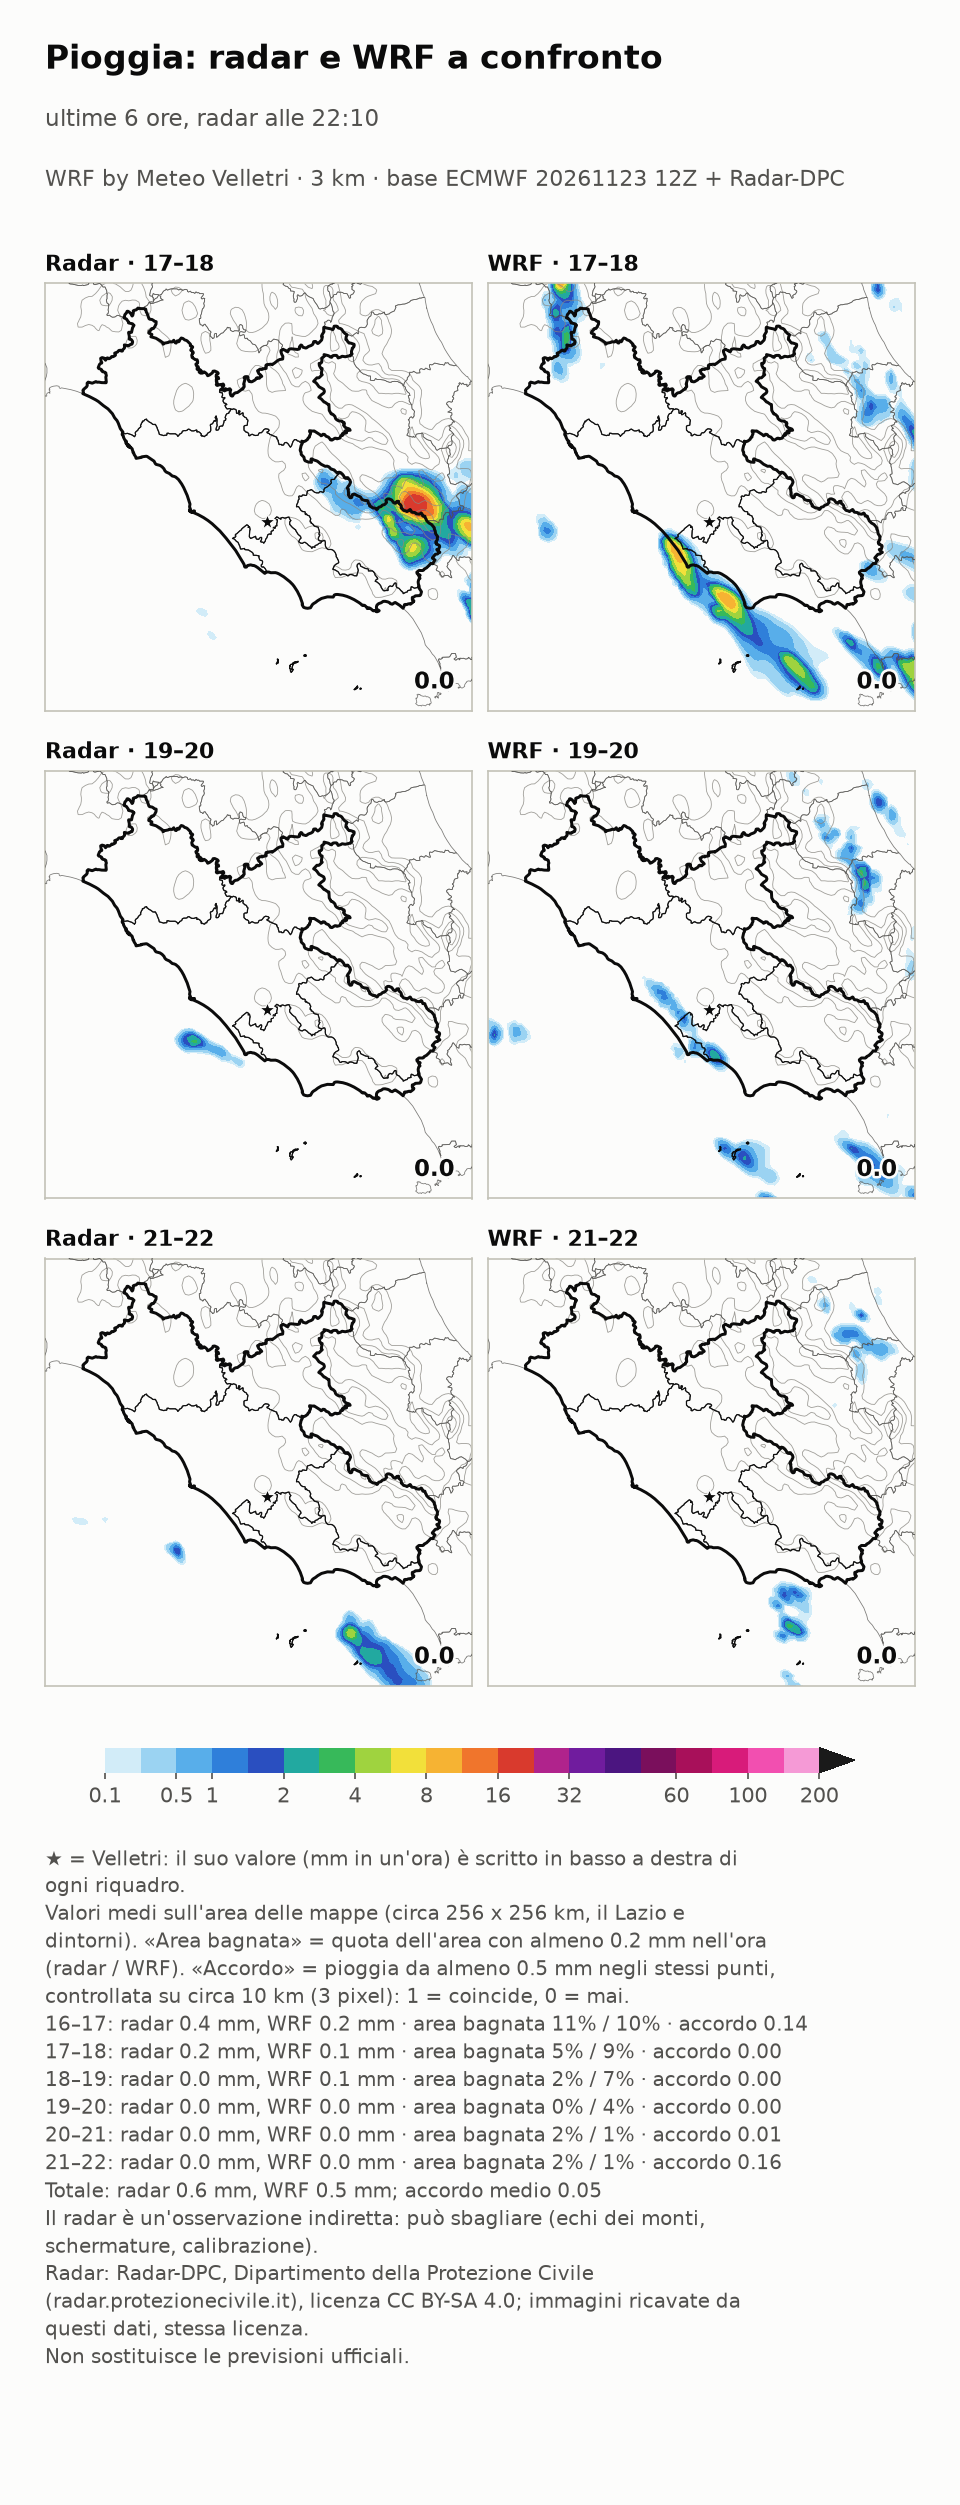 Pioggia: radar e WRF a confronto
ultime 6 ore, radar alle 22:10
WRF by Meteo Velletri · 3 km · base ECMWF 20261123 12Z + Radar-DPC
Radar · 17–18
WRF · 17–18
0.0
0.0
Radar · 19–20
WRF · 19–20
0.0
0.0
Radar · 21–22
WRF · 21–22
0.0
0.0
0.1 0.5 1 2 4 8 16 32 60 100 200
★ = Velletri: il suo valore (mm in un'ora) è scritto in basso a destra di
ogni riquadro.
Valori medi sull'area delle mappe (circa 256 x 256 km, il Lazio e
dintorni). «Area bagnata» = quota dell'area con almeno 0.2 mm nell'ora
(radar / WRF). «Accordo» = pioggia da almeno 0.5 mm negli stessi punti,
controllata su circa 10 km (3 pixel): 1 = coincide, 0 = mai.
16–17: radar 0.4 mm, WRF 0.2 mm · area bagnata 11% / 10% · accordo 0.14
17–18: radar 0.2 mm, WRF 0.1 mm · area bagnata 5% / 9% · accordo 0.00
18–19: radar 0.0 mm, WRF 0.1 mm · area bagnata 2% / 7% · accordo 0.00
19–20: radar 0.0 mm, WRF 0.0 mm · area bagnata 0% / 4% · accordo 0.00
20–21: radar 0.0 mm, WRF 0.0 mm · area bagnata 2% / 1% · accordo 0.01
21–22: radar 0.0 mm, WRF 0.0 mm · area bagnata 2% / 1% · accordo 0.16
Totale: radar 0.6 mm, WRF 0.5 mm; accordo medio 0.05
Il radar è un'osservazione indiretta: può sbagliare (echi dei monti,
schermature, calibrazione).
Radar: Radar-DPC, Dipartimento della Protezione Civile
(radar.protezionecivile.it), licenza CC BY-SA 4.0; immagini ricavate da
questi dati, stessa licenza.
Non sostituisce le previsioni ufficiali.